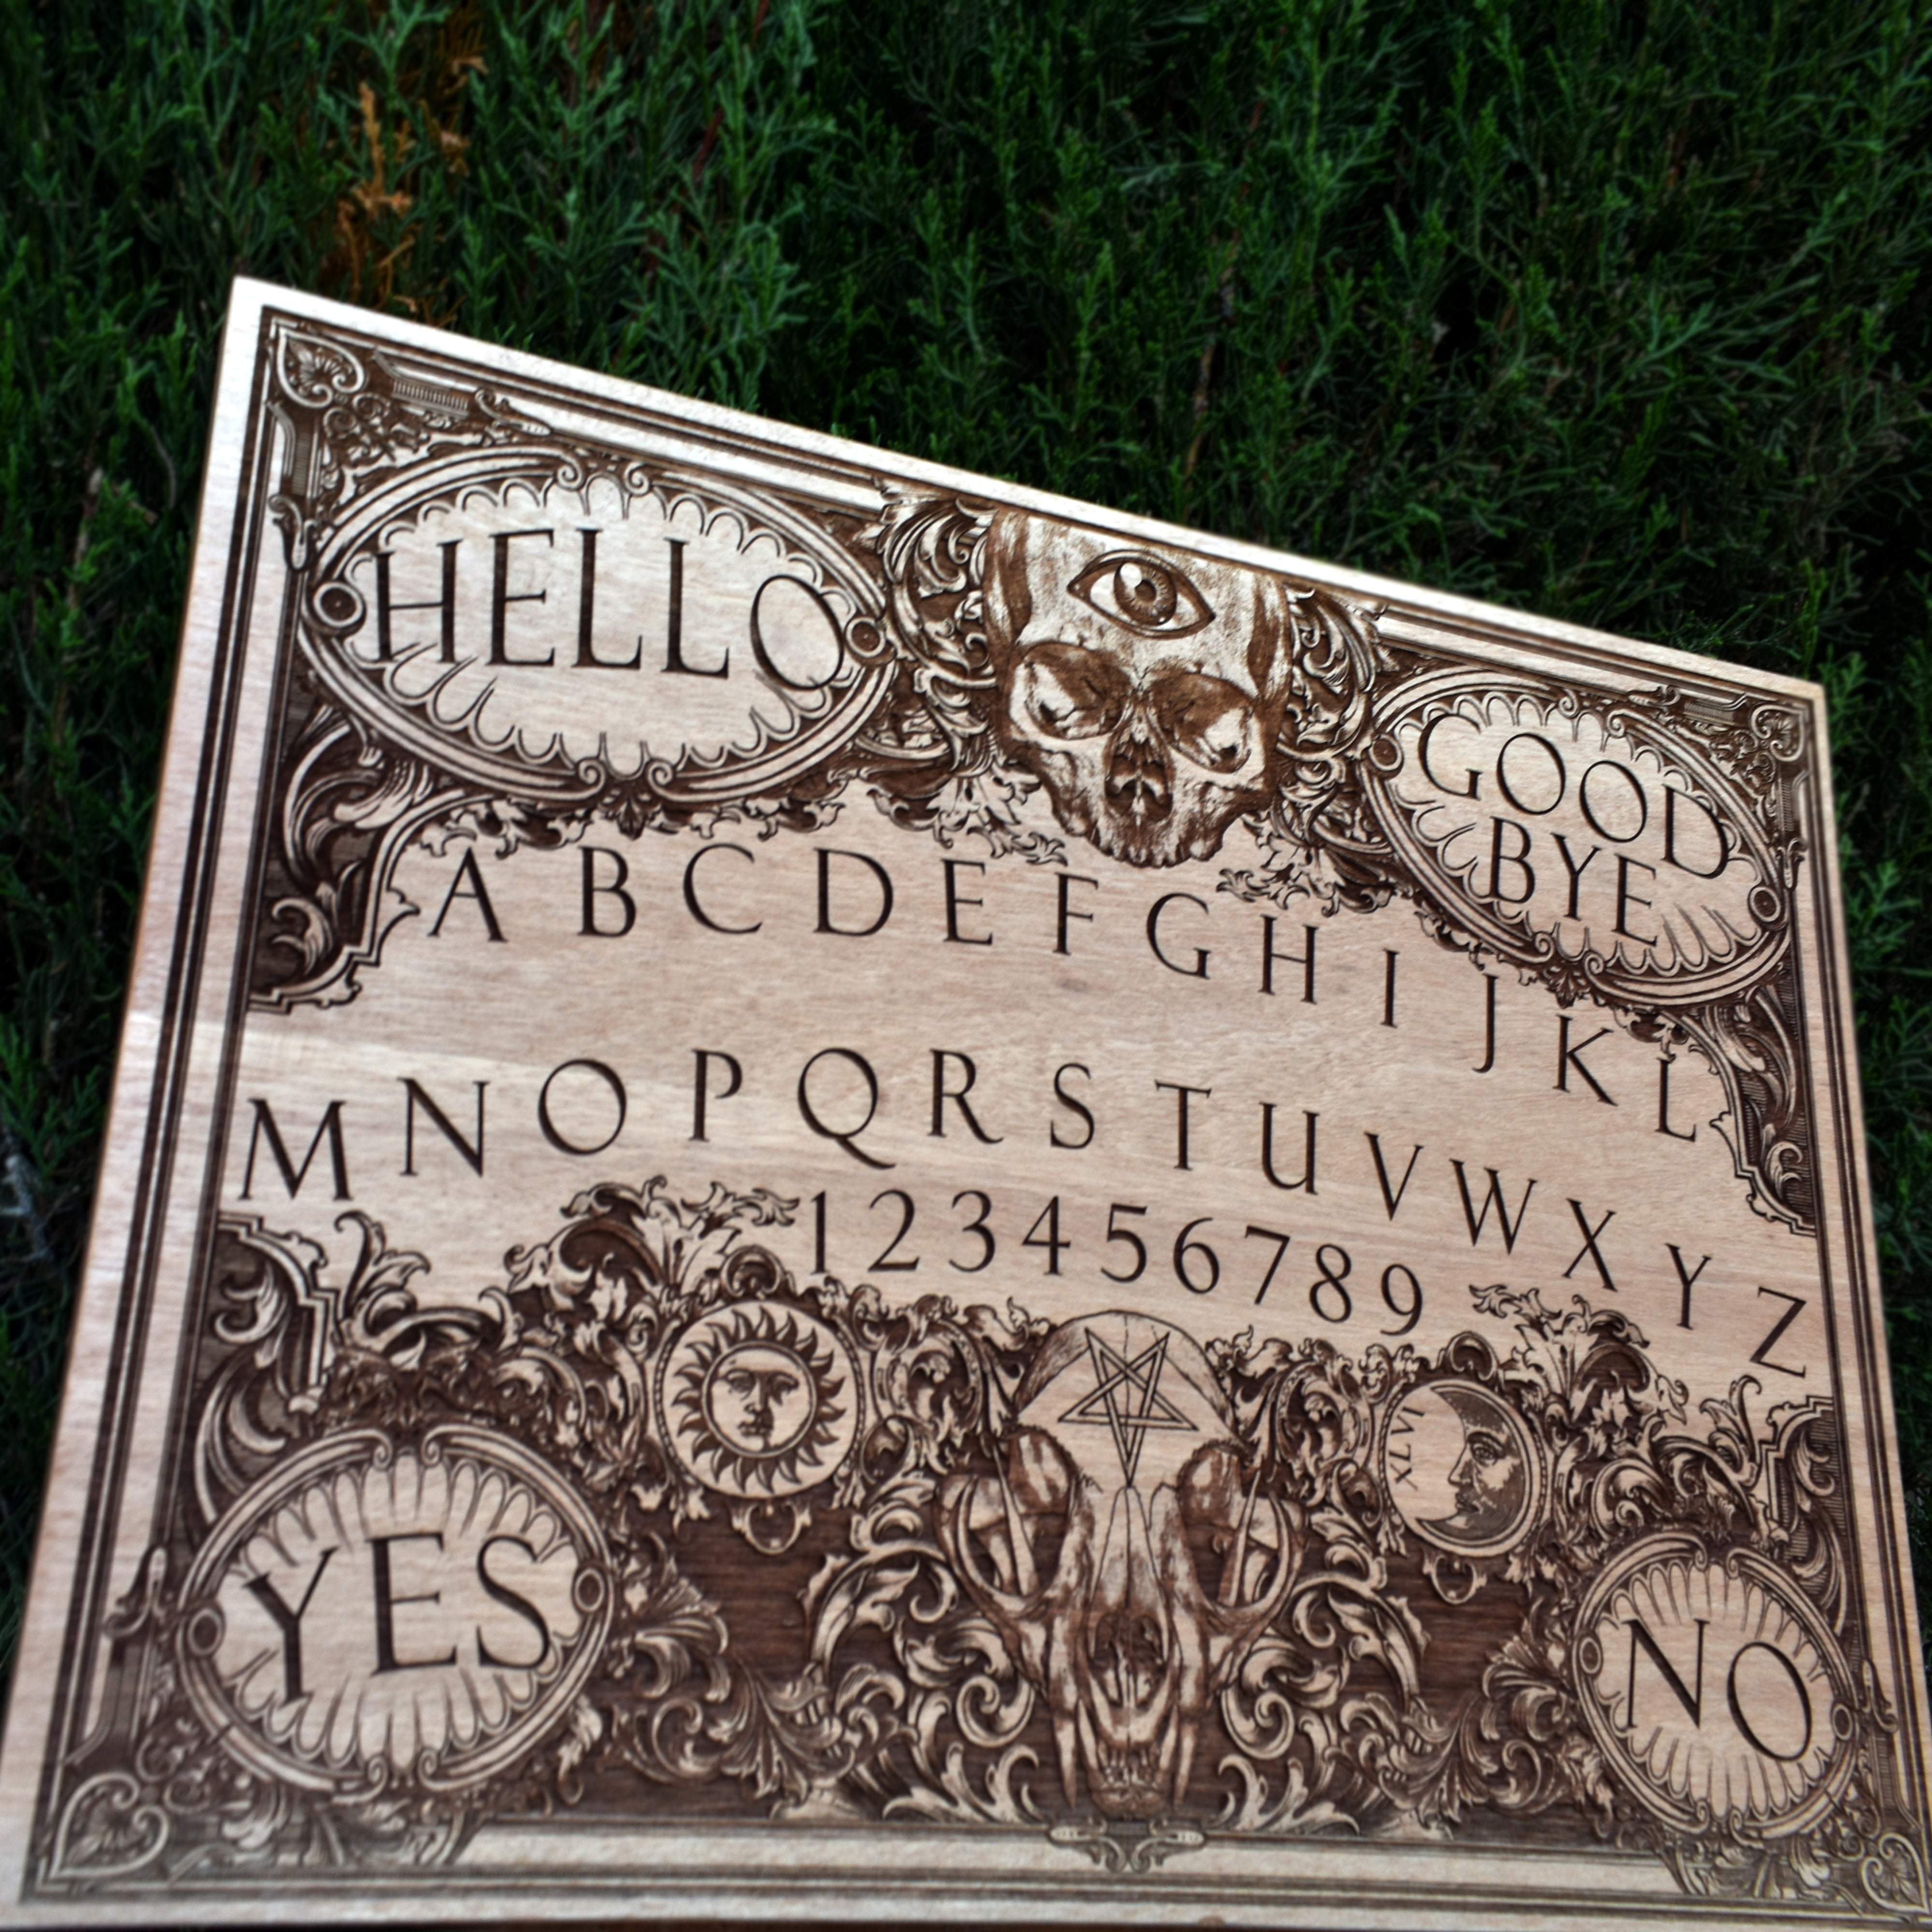 HELLO
GOOD
BYE
A B C D E F G H I J K L
M N O P Q R S T U V W X Y Z
1 2 3 4 5 6 7 8 9
XLVI
YES
NO